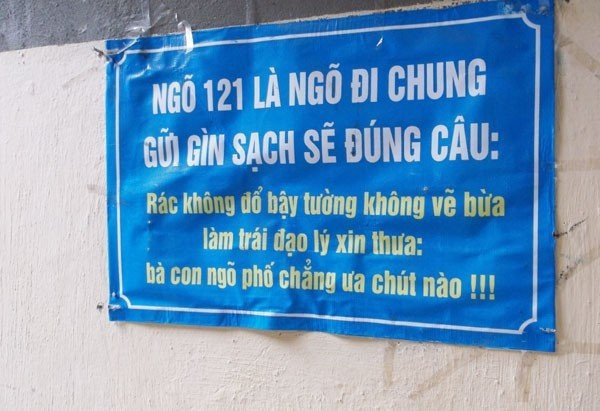 NGÕ 121 LÀ NGÕ ĐI CHUNG
GỮI GÌN SẠCH SẼ ĐÚNG CÂU:
Rác không đổ bậy tường không vẽ bừa
làm trái đạo lý xin thưa:
bà con ngõ phố chẳng ưa chút nào !!!